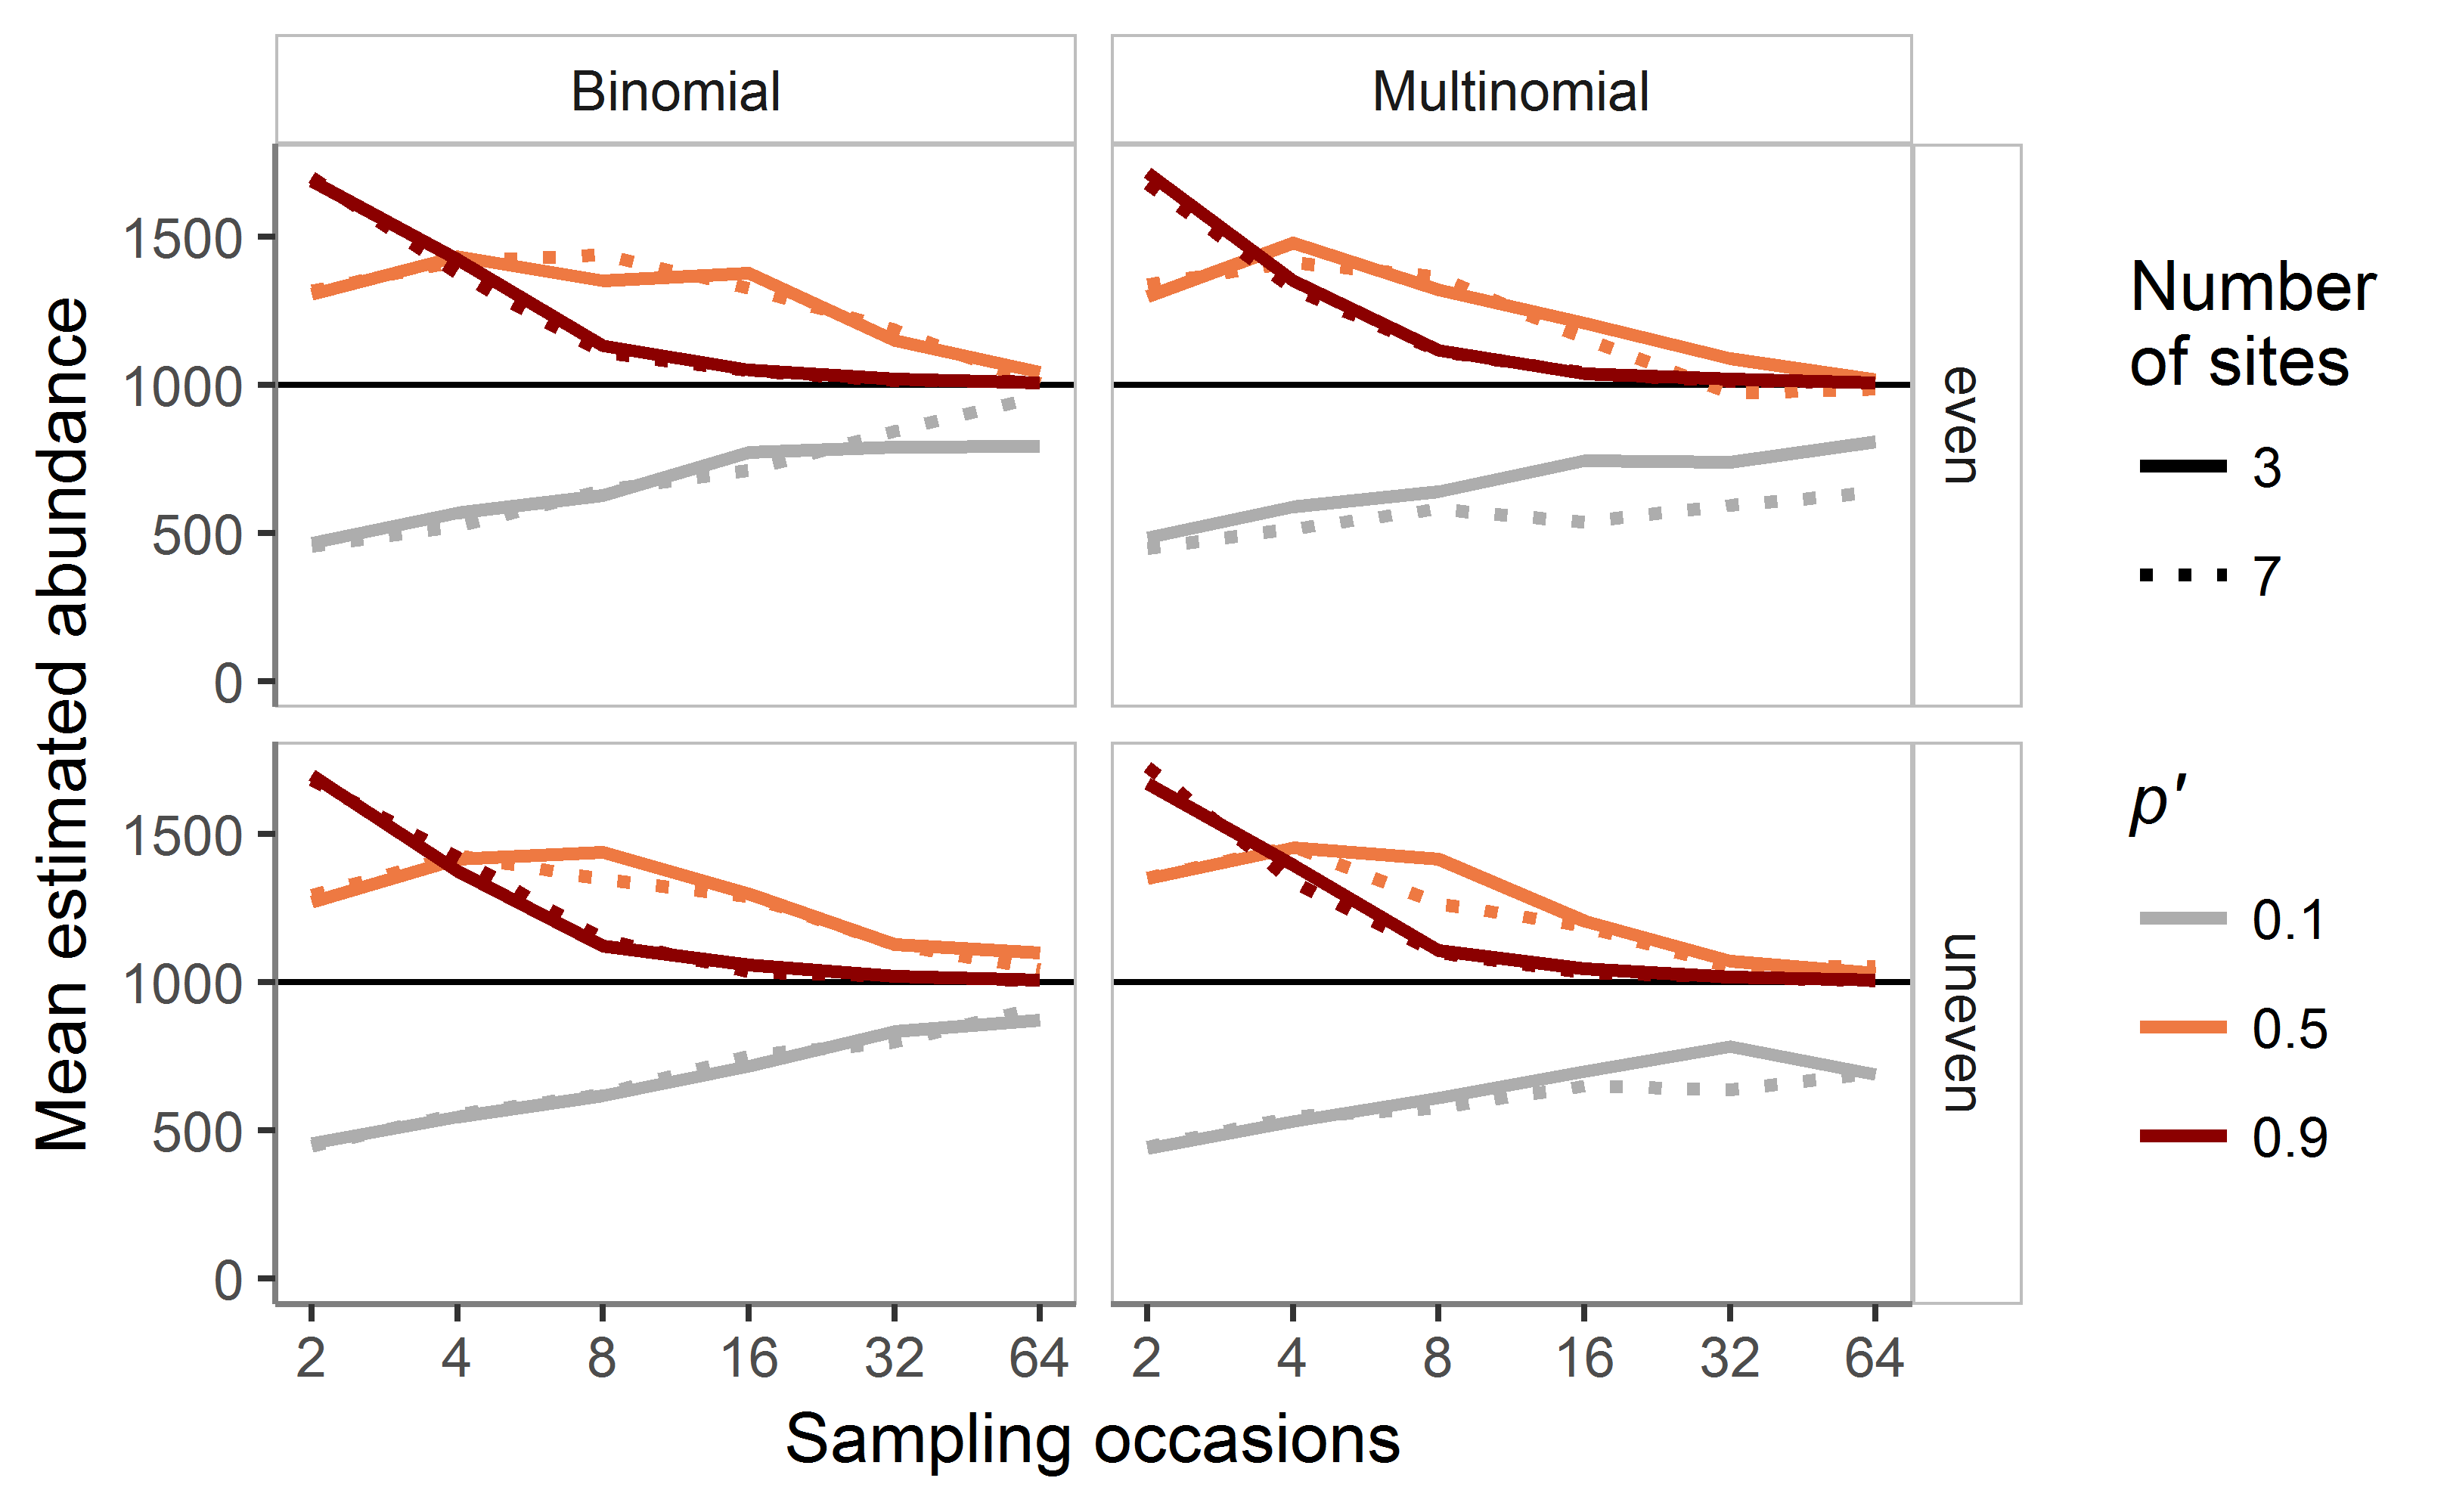 Binomial
Multinomial
Mean estimated abundance
1500
1000
500
0
even
1500
1000
500
0
uneven
2
4
8
16
32
64
2
4
8
16
32
64
Sampling occasions
Number
of sites
3
7
p′
0.1
0.5
0.9